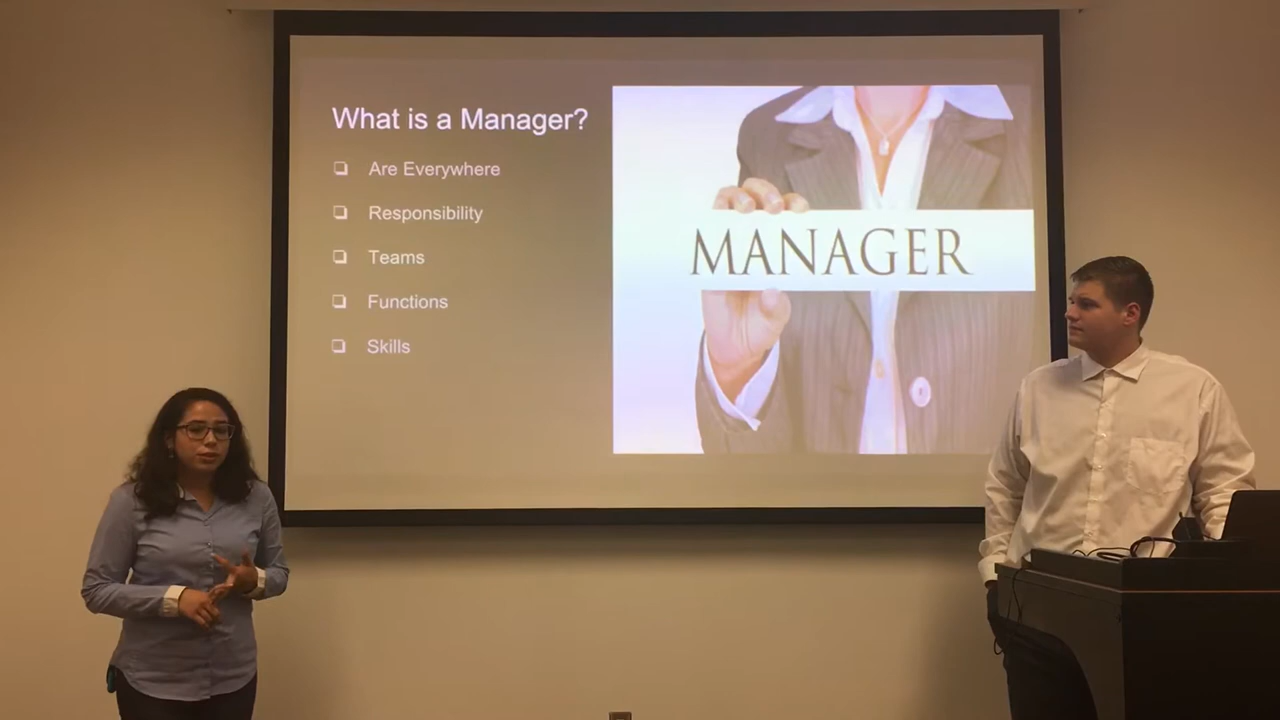 What is a Manager?
Are Everywhere
Responsibility
Teams
Functions
Skills
MANAGER